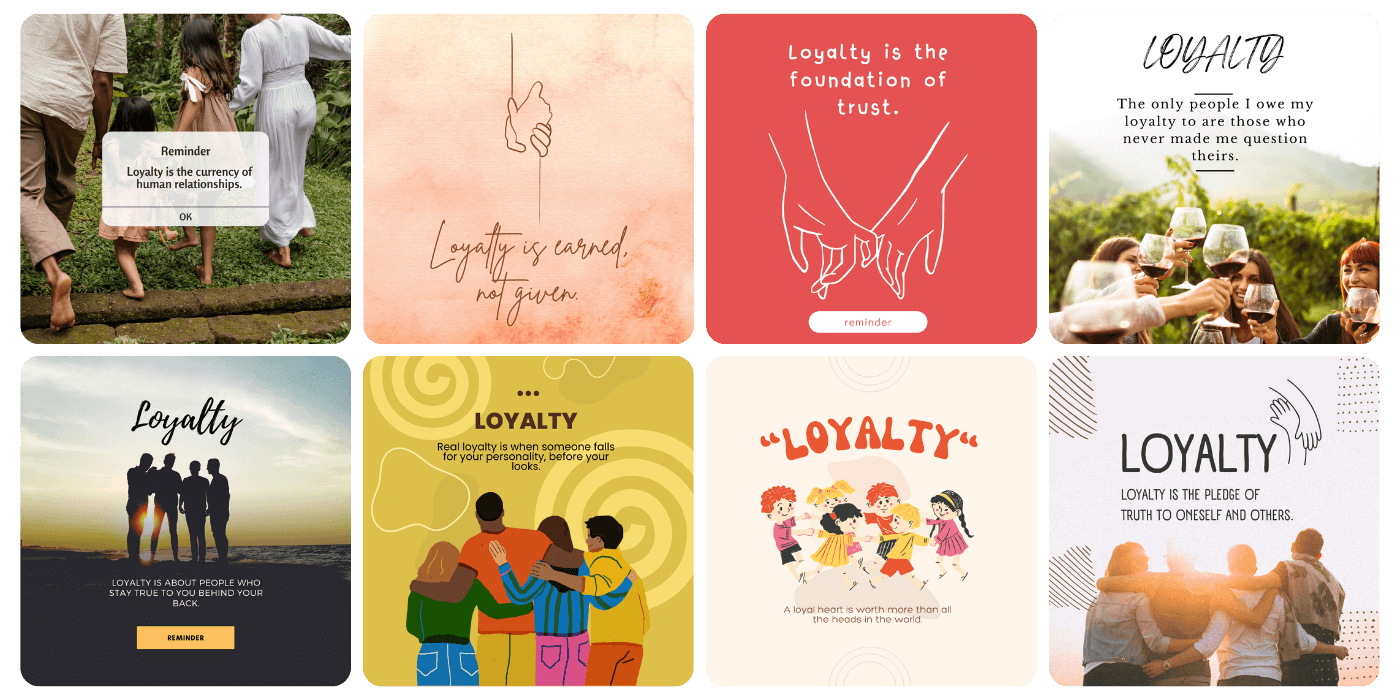 Reminder
Loyalty is the currency of
human relationships.
OK
Loyalty is earned,
not given.
Loyalty is the
foundation of
trust.
reminder
LOYALTY
The only people I owe my
loyalty to are those who
never made me question
theirs.
Loyalty
LOYALTY IS ABOUT PEOPLE WHO
STAY TRUE TO YOU BEHIND YOUR
BACK.
REMINDER
LOYALTY
Real loyalty is when someone falls
for your personality, before your
looks.
“LOYALTY“
A loyal heart is worth more than all
the heads in the world.
LOYALTY
LOYALTY IS THE PLEDGE OF
TRUTH TO ONESELF AND OTHERS.